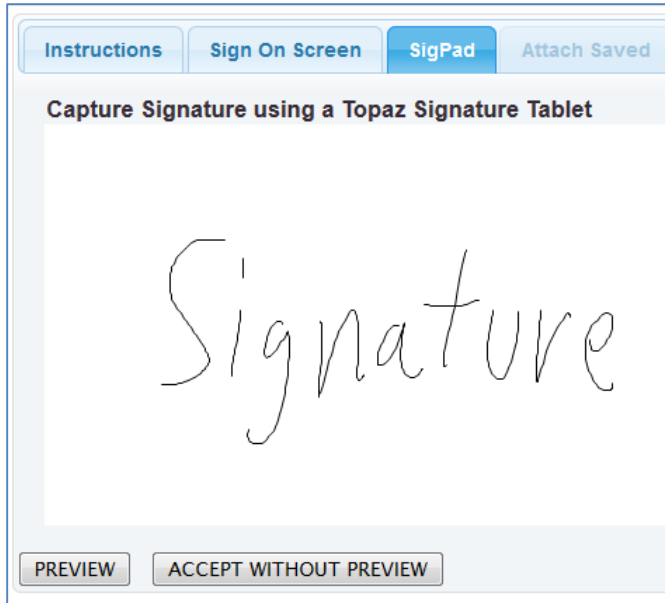 Instructions Sign On Screen SigPad Attach Saved
Capture Signature using a Topaz Signature Tablet
Signature
PREVIEW ACCEPT WITHOUT PREVIEW